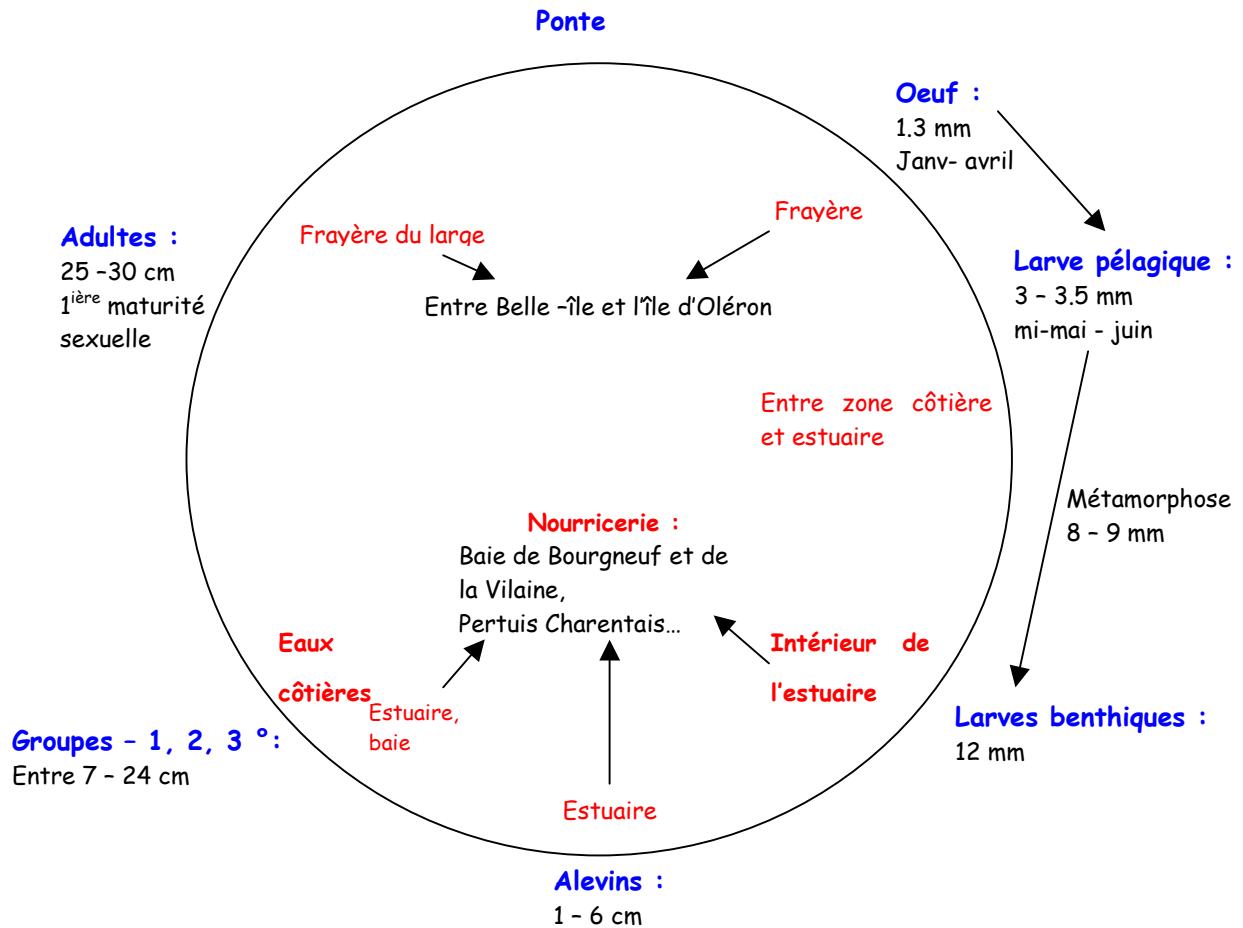 Ponte
Oeuf :
1.3 mm
Janv- avril
Frayère
Frayère du large
Adultes :
25 –30 cm
1ière maturité
sexuelle
Larve pélagique :
3 – 3.5 mm
mi-mai - juin
Entre Belle –île et l'île d'Oléron
Entre zone côtière
et estuaire
Métamorphose
8 – 9 mm
Nourricerie :
Baie de Bourgneuf et de
la Vilaine,
Pertuis Charentais…
Eaux
côtières
Intérieur de
l'estuaire
Estuaire,
baie
Larves benthiques :
12 mm
Groupes – 1, 2, 3 °:
Entre 7 – 24 cm
Estuaire
Alevins :
1 – 6 cm